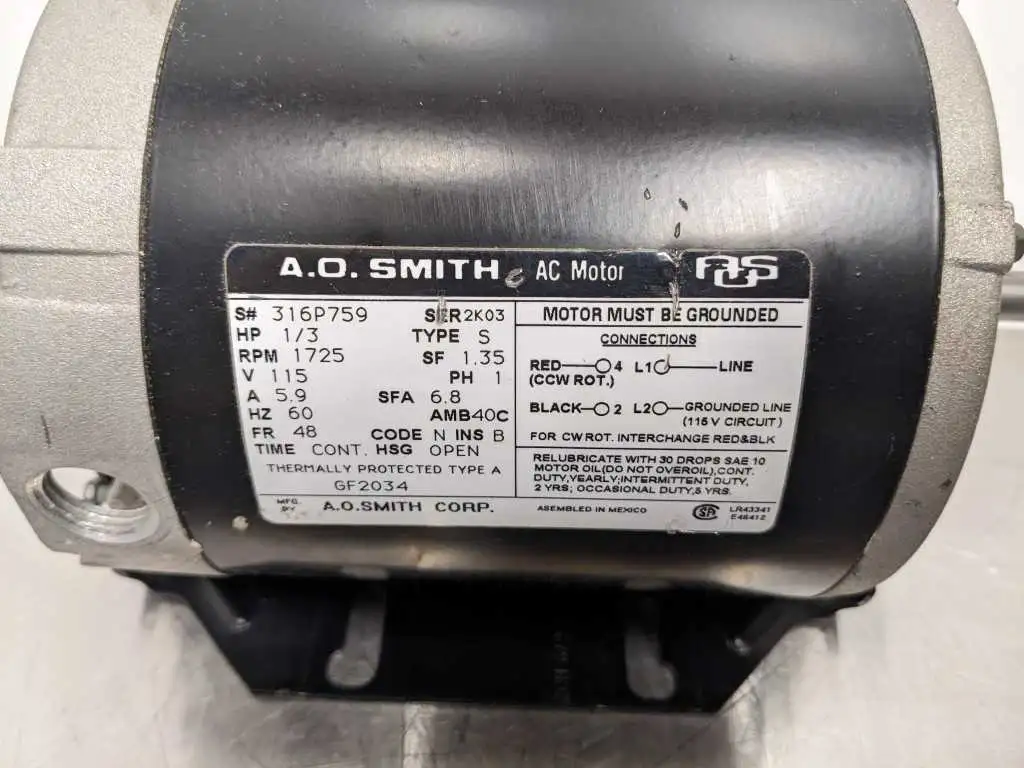 A.O. SMITH AC Motor AOS
S# 316P759 SER 2K03
HP 1/3 TYPE S
RPM 1725 SF 1.35
V 115 PH 1
A 5.9 SFA 6.8
HZ 60 AMB40C
FR 48 CODE N INS B
TIME CONT. HSG OPEN
THERMALLY PROTECTED TYPE A
GF2034
MFG. BY A.O.SMITH CORP.
MOTOR MUST BE GROUNDED
CONNECTIONS
RED 4 L1 LINE
(CCW ROT.)
BLACK 2 L2 GROUNDED LINE
(115 V CIRCUIT)
FOR CW ROT. INTERCHANGE RED&BLK
RELUBRICATE WITH 30 DROPS SAE 10
MOTOR OIL(DO NOT OVEROIL),CONT.
DUTY,YEARLY;INTERMITTENT DUTY,
2 YRS; OCCASIONAL DUTY,5 YRS.
ASEMBLED IN MEXICO
LR43341
E46412